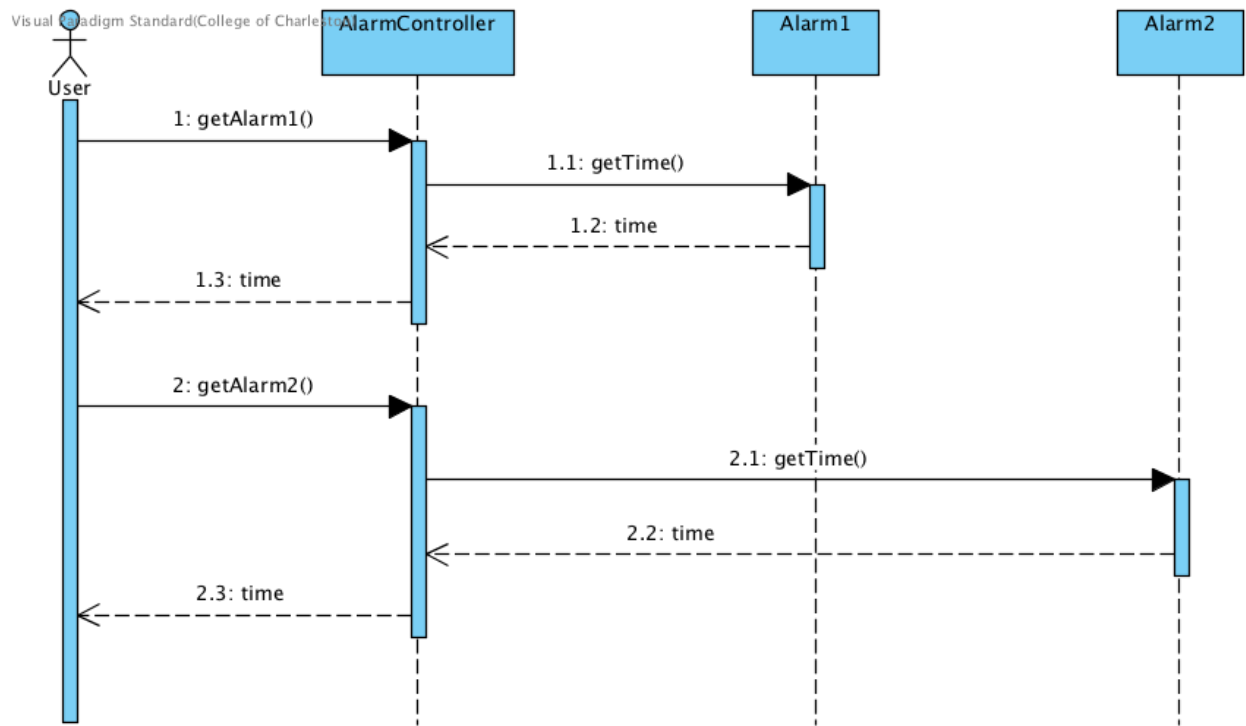 Visual Paradigm Standard(College of Charleston)
AlarmController
Alarm1
Alarm2
User
1: getAlarm1()
1.1: getTime()
1.2: time
1.3: time
2: getAlarm2()
2.1: getTime()
2.2: time
2.3: time